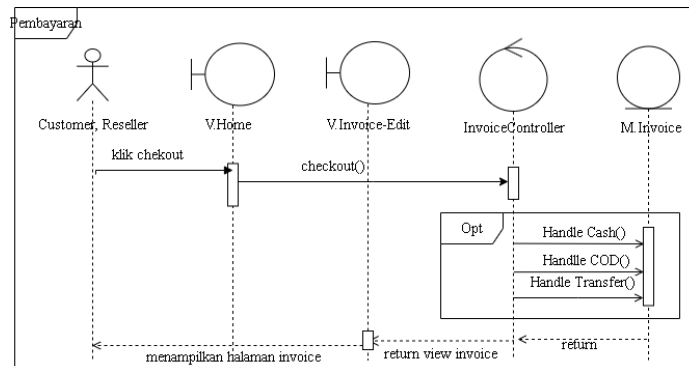 Pembayaran
Customer, Reseller
V.Home
V.Invoice-Edit
InvoiceController
M.Invoice
klik chekout
checkout()
Opt
Handle Cash()
Handlle COD()
Handle Transfer()
menampilkan halaman invoice
return view invoice
return